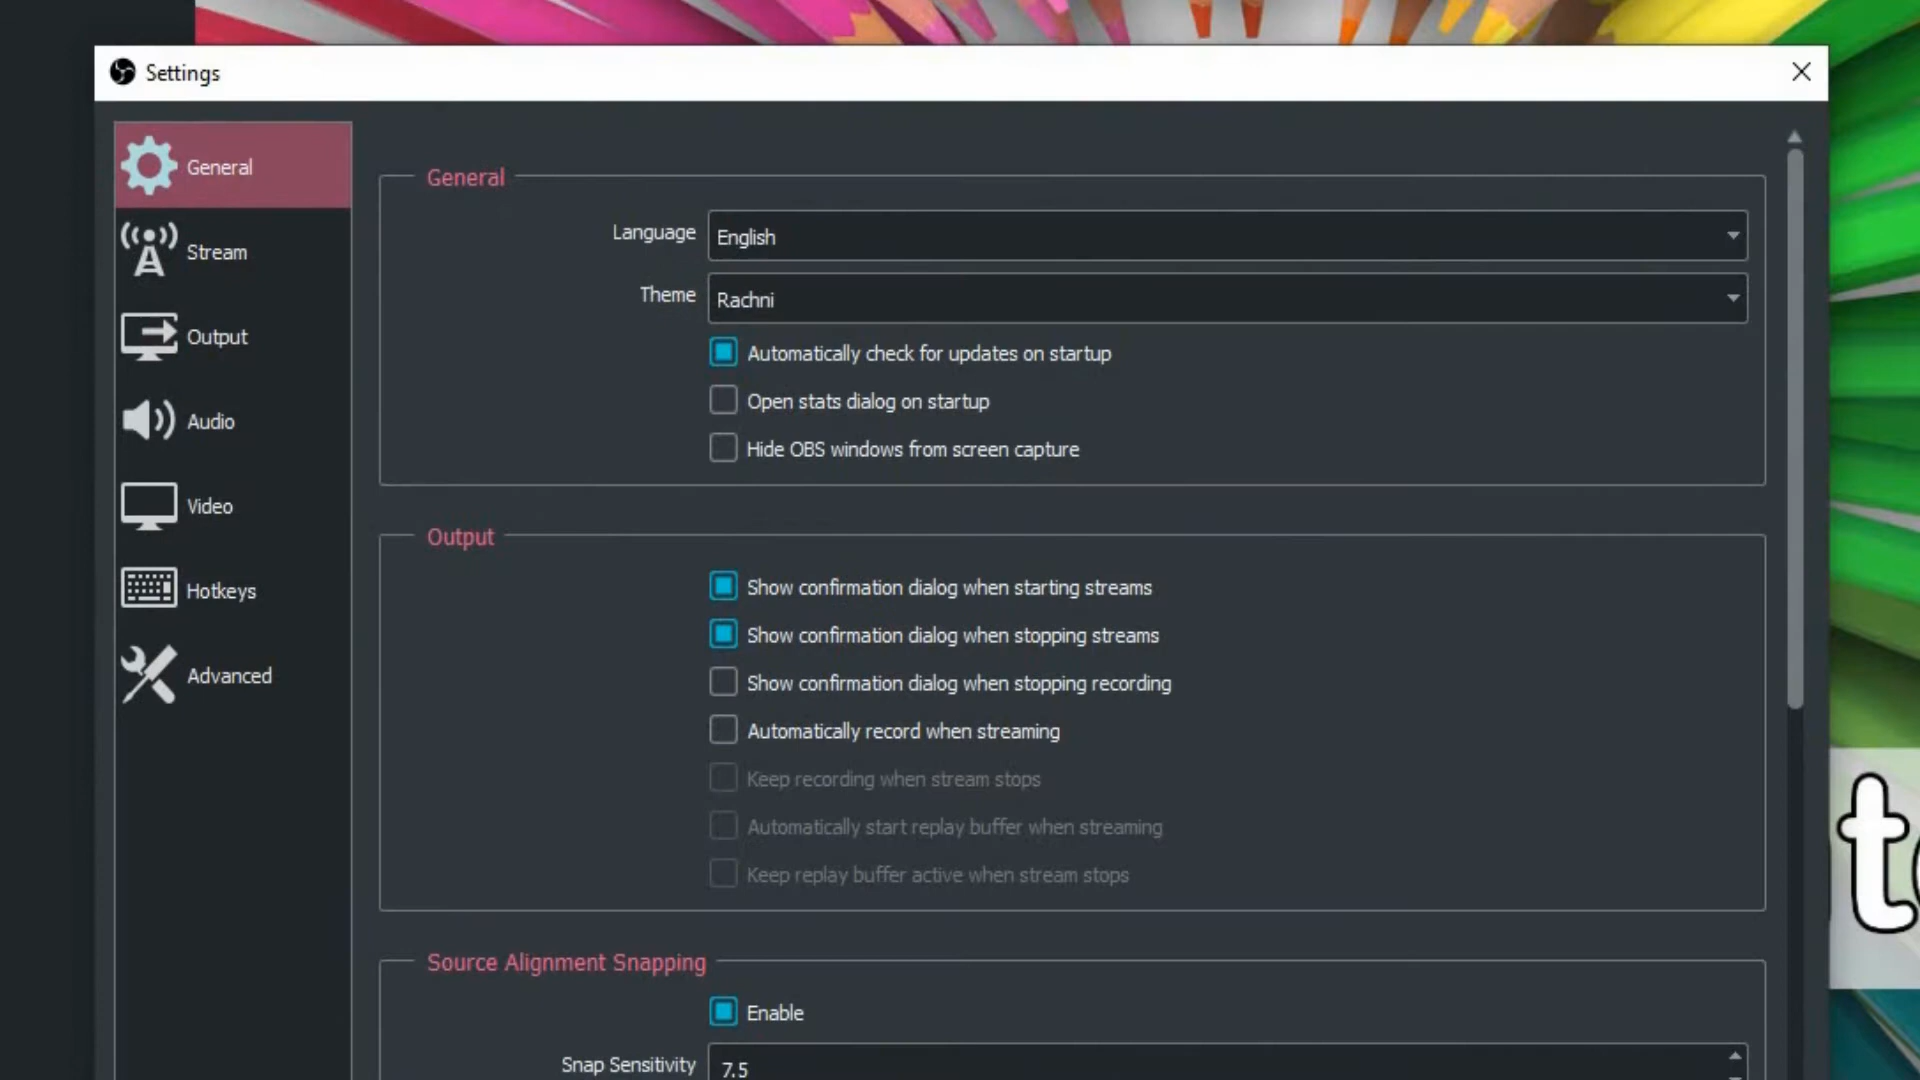 Settings
General
Stream
Output
Audio
Video
Hotkeys
Advanced
General
Language English
Theme Rachni
Automatically check for updates on startup
Open stats dialog on startup
Hide OBS windows from screen capture
Output
Show confirmation dialog when starting streams
Show confirmation dialog when stopping streams
Show confirmation dialog when stopping recording
Automatically record when streaming
Keep recording when stream stops
Automatically start replay buffer when streaming
Keep replay buffer active when stream stops
Source Alignment Snapping
Enable
Snap Sensitivity 7.5